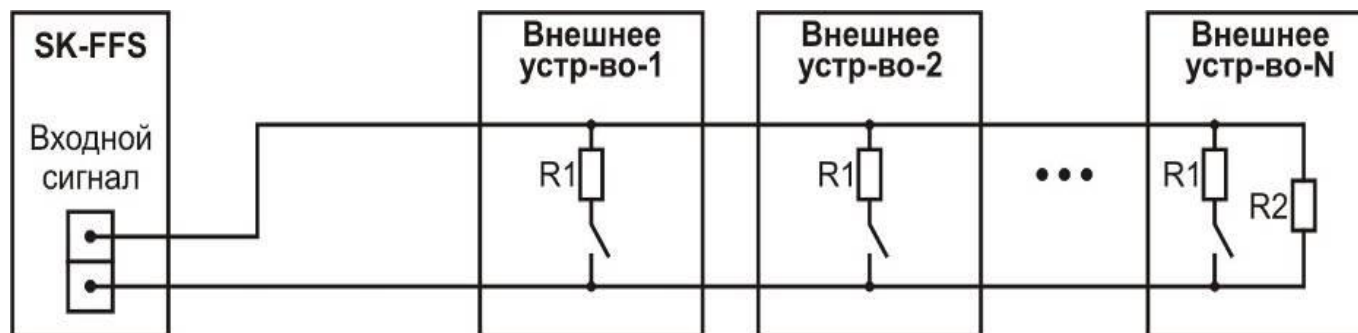 SK-FFS
Входной
сигнал
Внешнее
устр-во-1
R1
Внешнее
устр-во-2
R1
Внешнее
устр-во-N
R1
R2